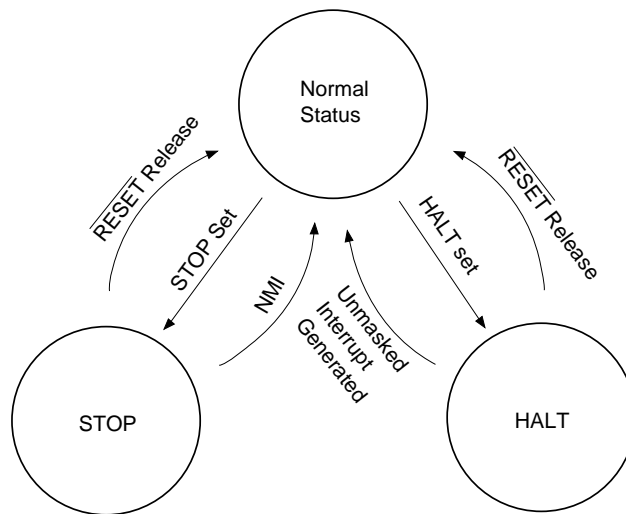 Normal
Status
RESET Release
STOP Set
NMI
Unmasked
Interrupt
Generated
HALT set
RESET Release
STOP
HALT